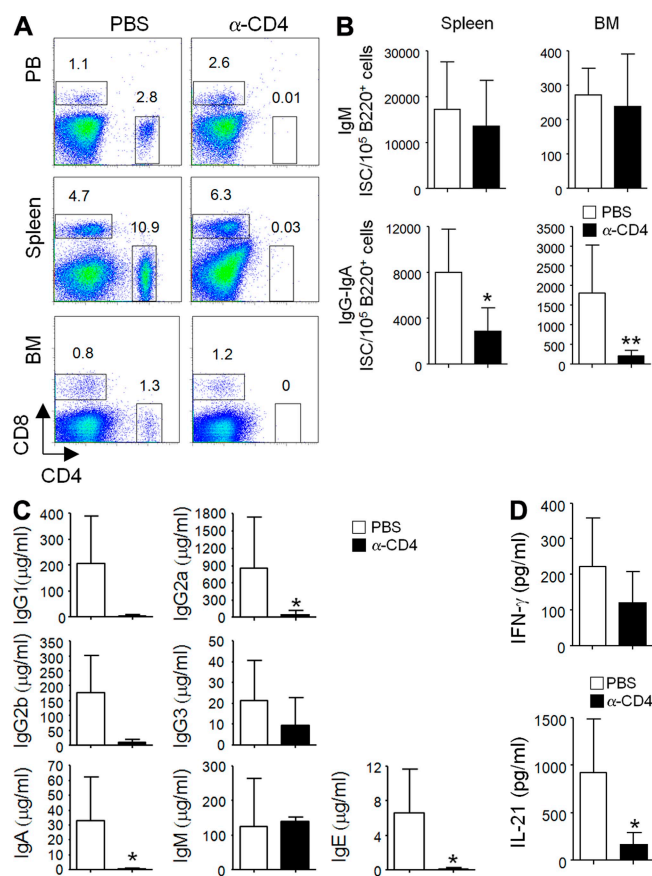 A
PBS
α-CD4
PB
1.1
2.8
2.6
0.01
Spleen
4.7
10.9
6.3
0.03
BM
0.8
1.3
1.2
0
CD8
CD4
B
Spleen
BM
IgM
ISC/10⁵ B220⁺ cells
30000
20000
10000
0
400
300
200
100
0
PBS
α-CD4
IgG-IgA
ISC/10⁵ B220⁺ cells
12000
8000
4000
0
*
3500
3000
2500
2000
1500
1000
500
0
**
C
PBS
α-CD4
IgG1(μg/ml)
400
300
200
100
0
IgG2a (μg/ml)
1800
1500
1200
900
600
300
0
*
IgG2b (μg/ml)
350
300
250
200
150
100
50
0
IgG3 (μg/ml)
50
40
30
20
10
0
IgA (μg/ml)
70
60
50
40
30
20
10
0
*
IgM (μg/ml)
300
200
100
0
IgE (μg/ml)
12
8
4
0
*
D
IFN-γ (pg/ml)
400
300
200
100
0
PBS
α-CD4
IL-21 (pg/ml)
1500
1000
500
0
*